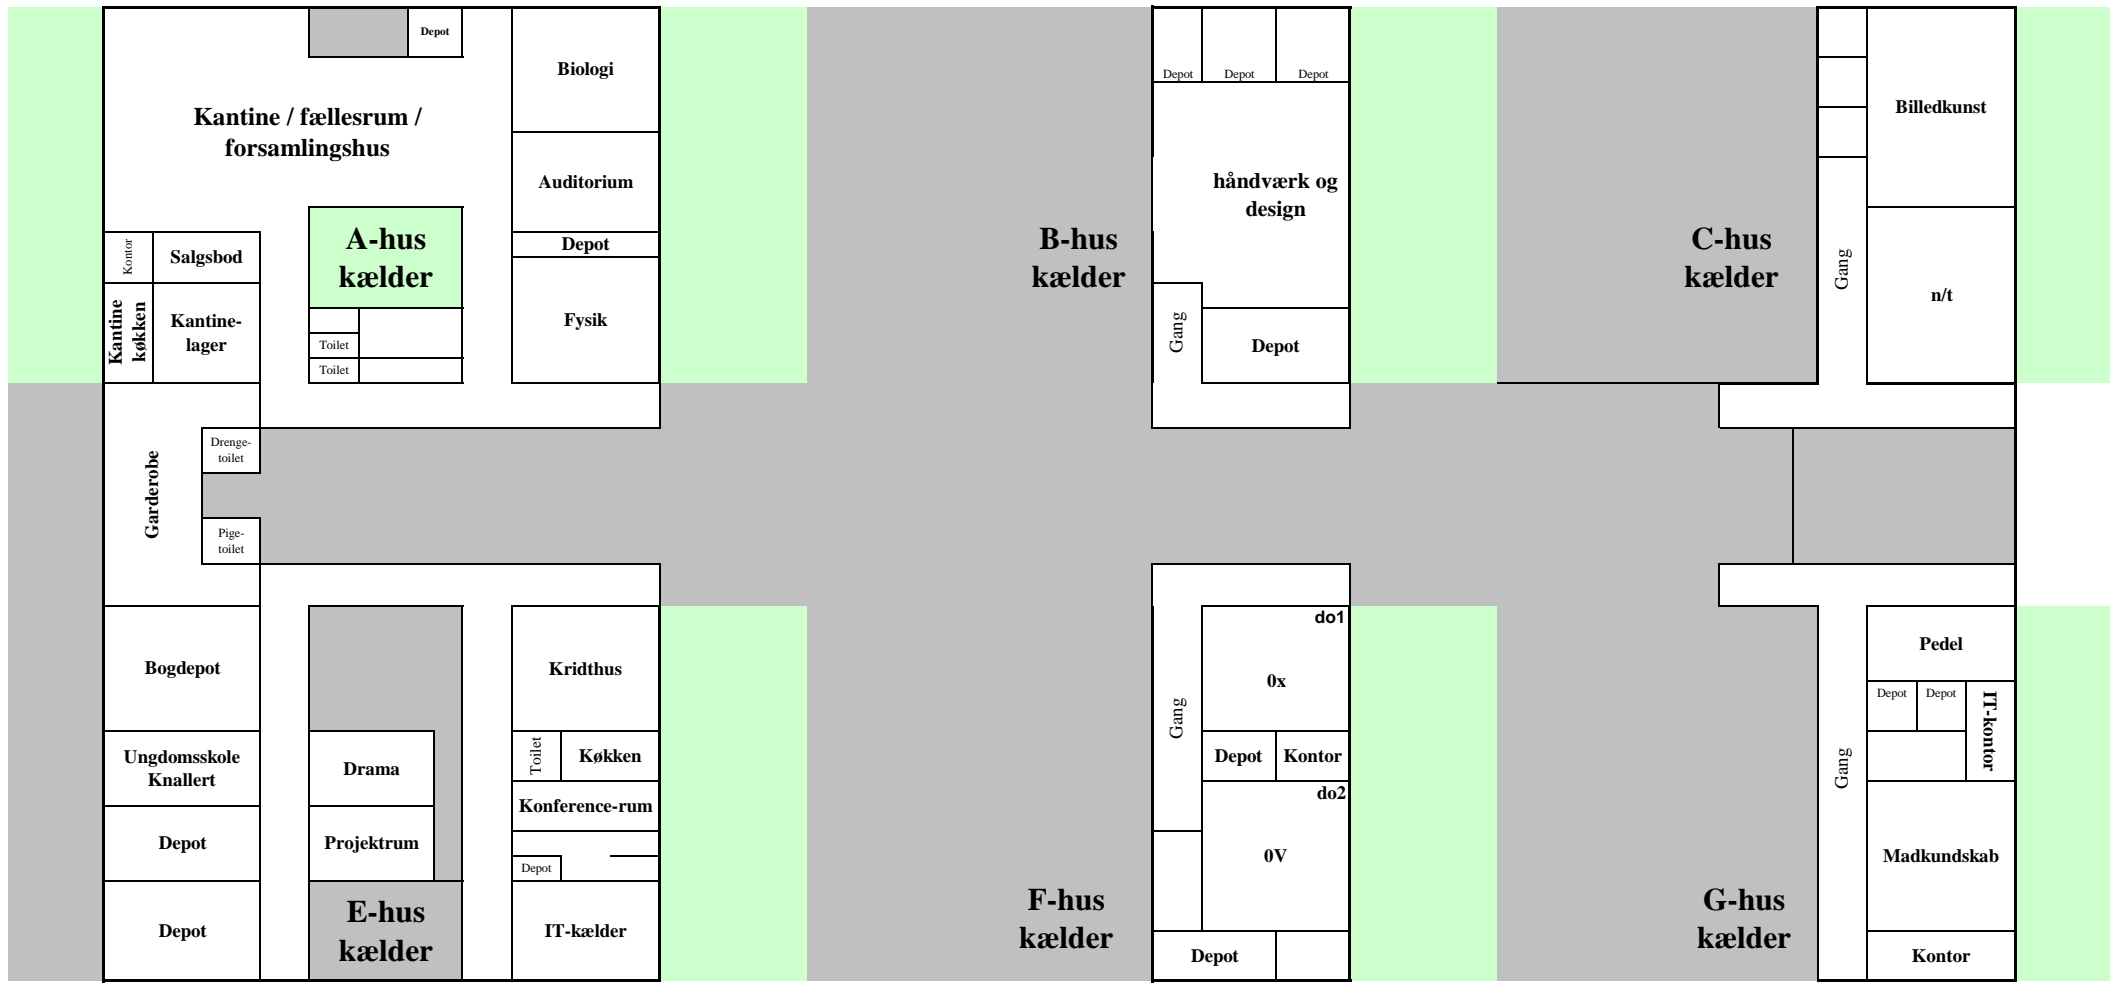 Depot
Biologi
Kantine / fællesrum /
forsamlingshus
Auditorium
A-hus
kælder
Depot
Kontor
Salgsbod
Kantine
køkken
Kantine-
lager
Fysik
Toilet
Toilet
Depot
Depot
Depot
håndværk og
design
B-hus
kælder
Gang
Depot
Billedkunst
C-hus
kælder
Gang
n/t
Garderobe
Drenge-
toilet
Pige-
toilet
Bogdepot
Kridthus
Ungdomsskole
Knallert
Drama
Toilet
Køkken
Konference-rum
Depot
Projektrum
Depot
Depot
E-hus
kælder
IT-kælder
do1
0x
Gang
Depot
Kontor
do2
0V
F-hus
kælder
Depot
Pedel
Depot
Depot
IT-kontor
Gang
Madkundskab
G-hus
kælder
Kontor